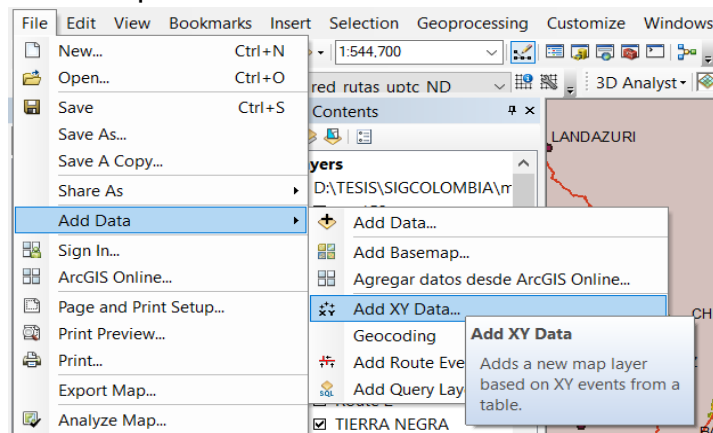 File Edit View Bookmarks Insert Selection Geoprocessing Customize Windows
New... Ctrl+N
1:544,700
Open... Ctrl+O
red rutas uptc ND
3D Analyst
Save Ctrl+S
Contents
Save As...
LANDAZURI
Save A Copy...
yers
Share As
D:\TESIS\SIGCOLOMBIA\m
Add Data
Add Data...
Sign In...
Add Basemap...
ArcGIS Online...
Agregar datos desde ArcGIS Online...
Page and Print Setup...
Add XY Data...
CH
Print Preview...
Geocoding
Add XY Data
Print...
Add Route Eve
Adds a new map layer
based on XY events from a
table.
Export Map...
Add Query Lay
Analyze Map...
TIERRA NEGRA